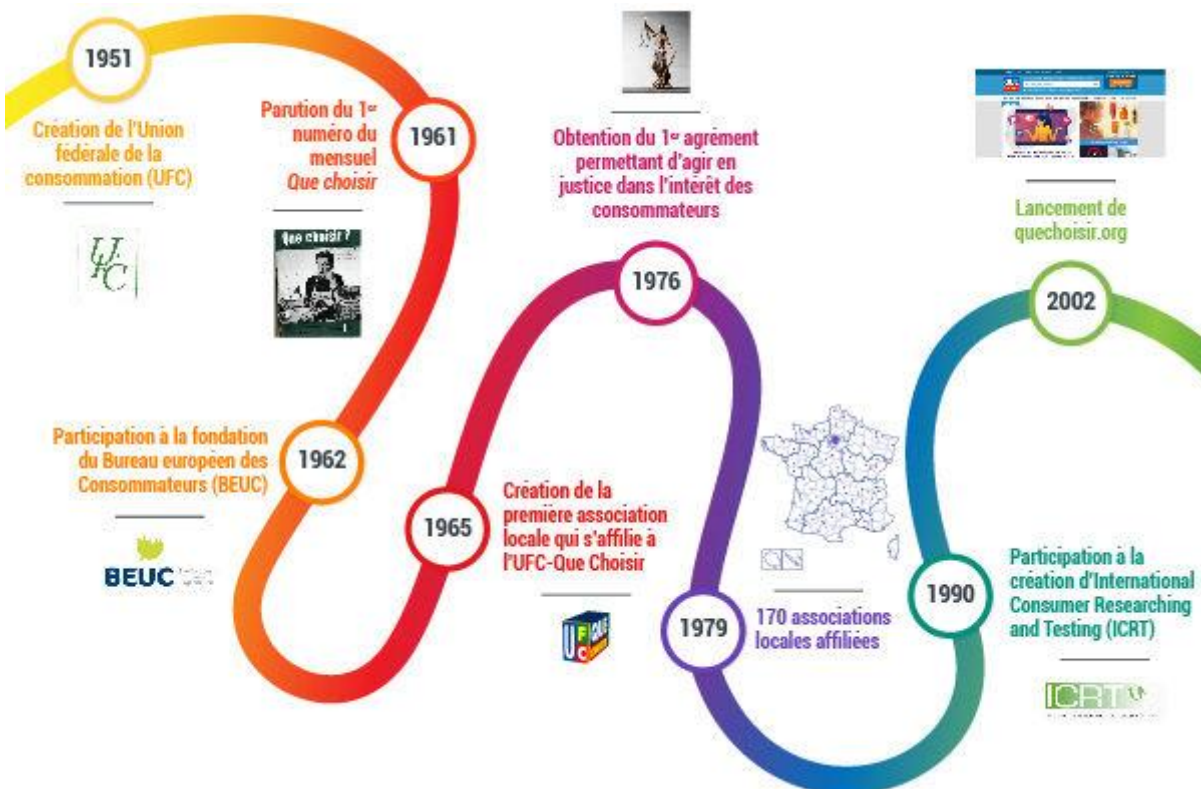 1951
Création de l'Union
fédérale de la
consommation (UFC)
UFC
Parution du 1er
numéro du
mensuel
Que choisir
1961
Que choisir ?
1
Participation à la fondation
du Bureau européen des
Consommateurs (BEUC)
1962
BEUC
1965
Création de la
première association
locale qui s'affilie à
l'UFC-Que Choisir
UFC QUE
Obtention du 1er agrément
permettant d'agir en
justice dans l'intérêt des
consommateurs
1976
1979
170 associations
locales affiliées
1990
Participation à la
création d'International
Consumer Researching
and Testing (ICRT)
ICRT
Lancement de
quechoisir.org
2002